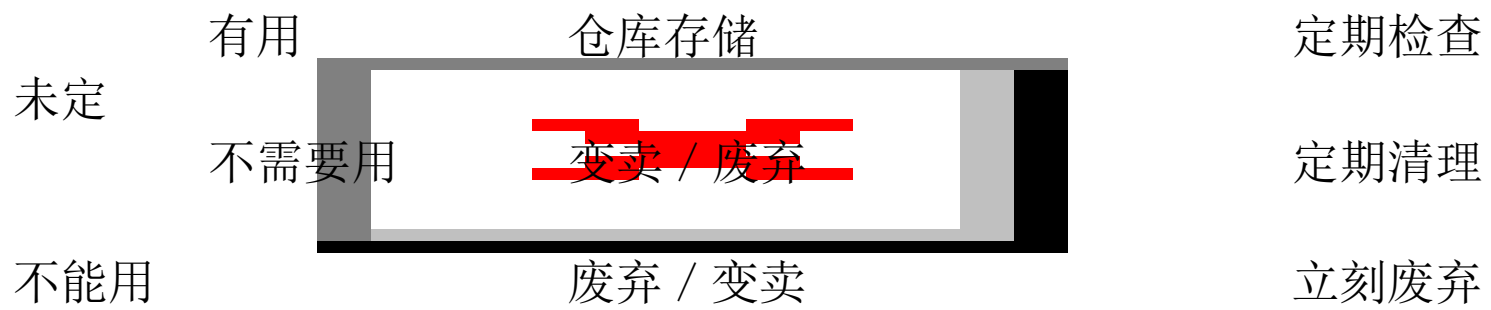 有用 仓库存储 定期检查
未定
不需要用 变卖/废弃 定期清理
不能用 废弃/变卖 立刻废弃